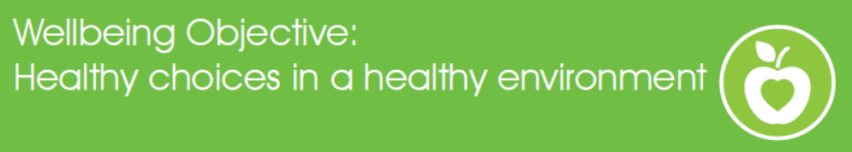 Wellbeing Objective:
Healthy choices in a healthy environment